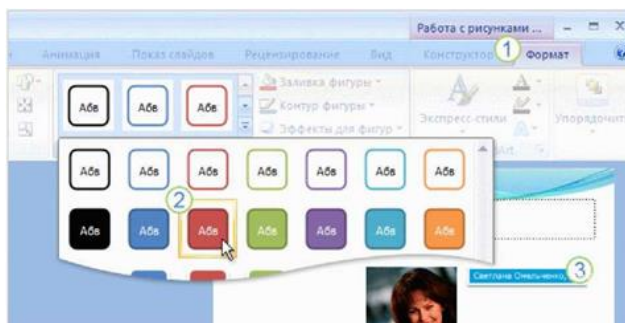 Работа с рисунками ...
Анимация Показ слайдов Рецензирование Вид Конструктор 1 Формат
Абв Абв Абв
Заливка фигуры
Контур фигуры
Эффекты для фигур
Экспресс-стили
Упорядочить
Абв Абв Абв Абв Абв Абв Абв
2
Абв Абв Абв Абв Абв Абв Абв
Светлана Омельченко, 3